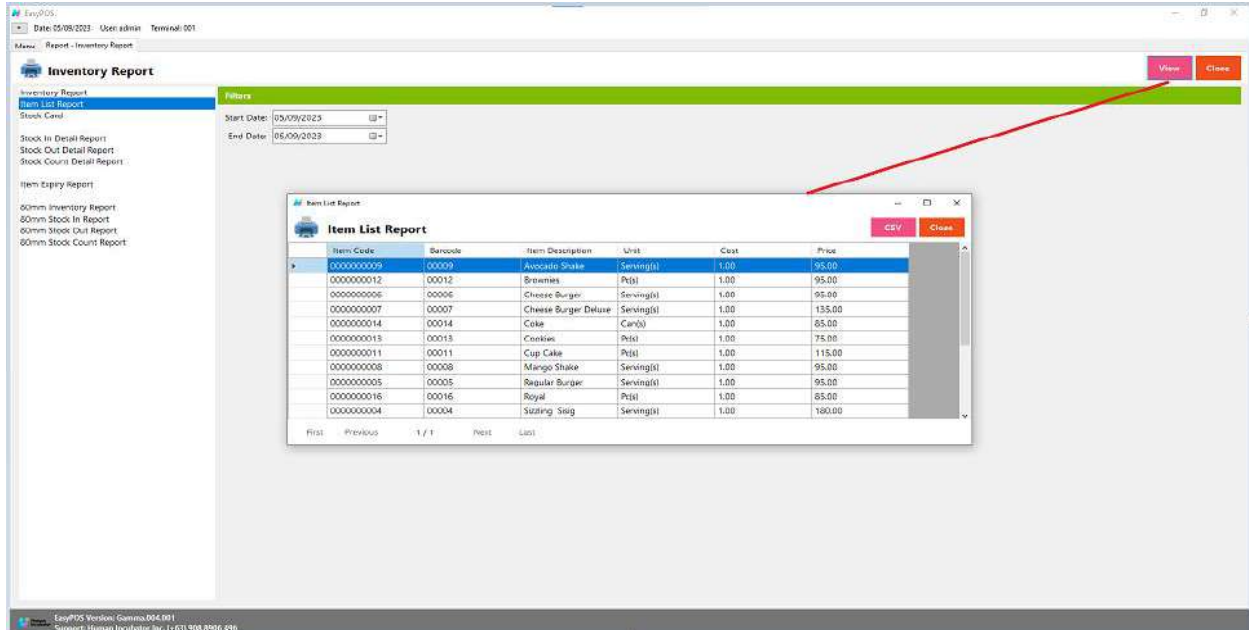 EasyPOS
Date: 05/09/2023 User: admin Terminal: 001
Menu Report - Inventory Report
Inventory Report
View Close
Inventory Report
Item List Report
Stock Card
Stock In Detail Report
Stock Out Detail Report
Stock Count Detail Report
Item Expiry Report
80mm Inventory Report
80mm Stock In Report
80mm Stock Out Report
80mm Stock Count Report
Filters
Start Date: 05/09/2023
End Date: 05/09/2023
Item List Report
Item List Report
CSV Close
Item Code Barcode Item Description Unit Cost Price
0000000009 00009 Avocado Shake Serving(s) 1.00 95.00
0000000012 00012 Brownies Pc(s) 1.00 95.00
0000000006 00006 Cheese Burger Serving(s) 1.00 95.00
0000000007 00007 Cheese Burger Deluxe Serving(s) 1.00 135.00
0000000014 00014 Coke Can(s) 1.00 85.00
0000000013 00013 Cookies Pc(s) 1.00 75.00
0000000011 00011 Cup Cake Pc(s) 1.00 115.00
0000000008 00008 Mango Shake Serving(s) 1.00 95.00
0000000005 00005 Regular Burger Serving(s) 1.00 95.00
0000000016 00016 Royal Pc(s) 1.00 85.00
0000000004 00004 Sizzling Sisig Serving(s) 1.00 180.00
First Previous 1 / 1 Next Last
EasyPOS Version: Gamma.004.001
Support: Human Incubator Inc. (+63) 908 8906 496